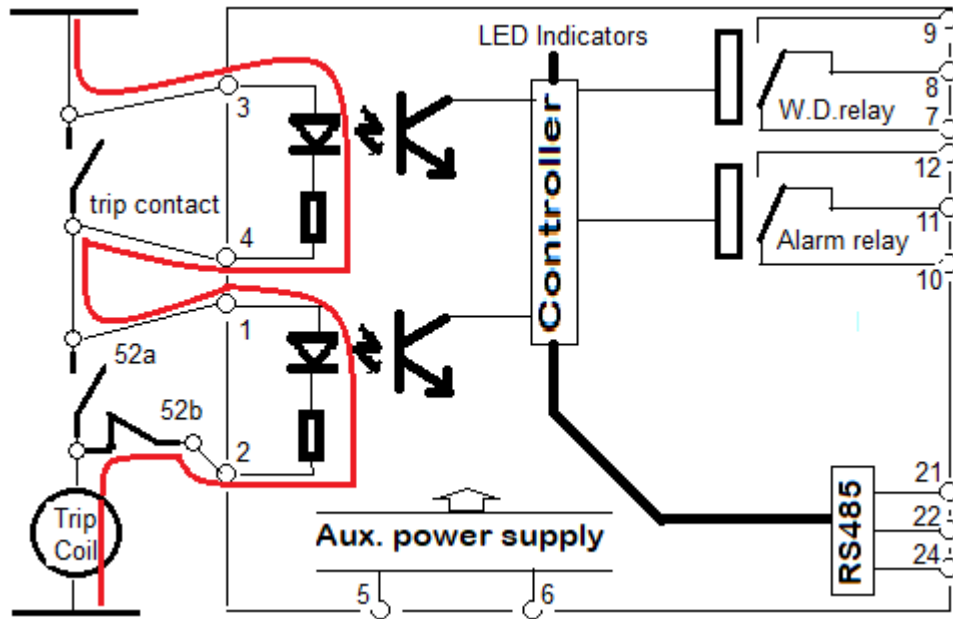 LED Indicators
9
3
8
W.D.relay
7
Controller
12
trip contact
4
11
Alarm relay
10
1
52a
52b
2
21
Trip
Coil
Aux. power supply
RS485
22
24
5
6